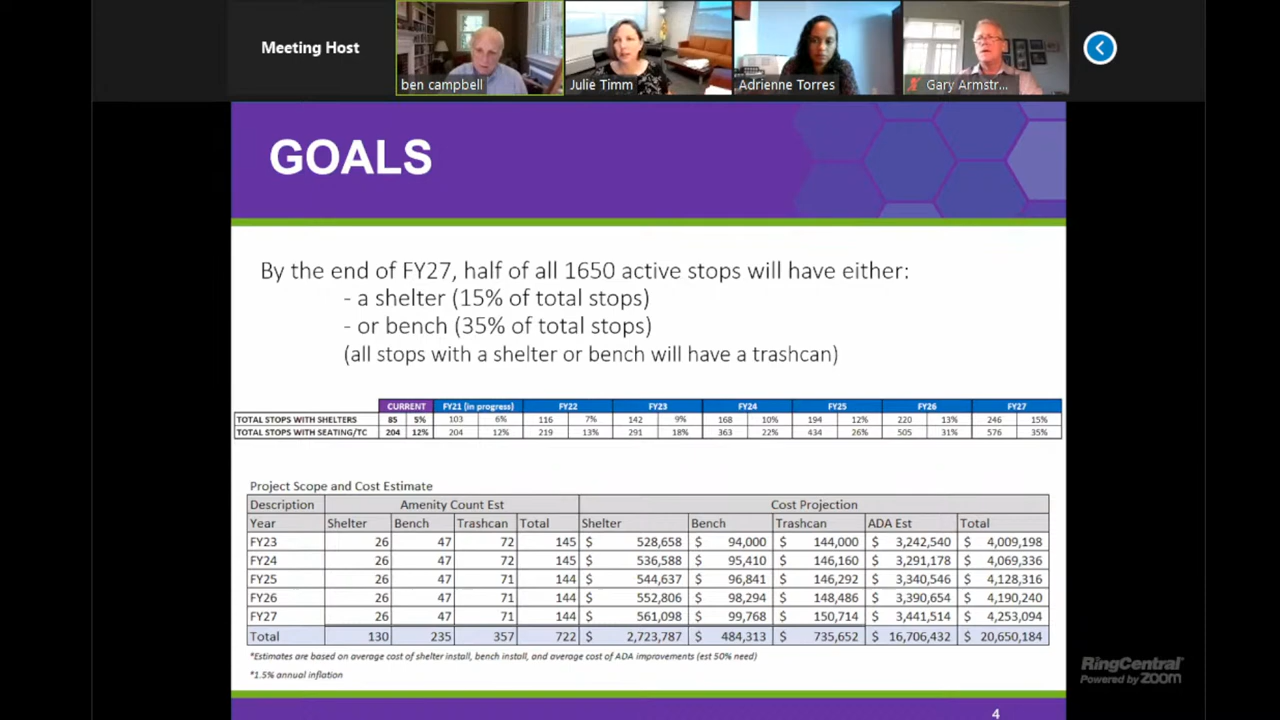 Meeting Host
ben campbell
Julie Timm
Adrienne Torres
Gary Armstr...
GOALS
By the end of FY27, half of all 1650 active stops will have either:
- a shelter (15% of total stops)
- or bench (35% of total stops)
(all stops with a shelter or bench will have a trashcan)
CURRENT FY21 (in progress) FY22 FY23 FY24 FY25 FY26 FY27
TOTAL STOPS WITH SHELTERS 85 5% 103 6% 116 7% 142 9% 168 10% 194 12% 220 13% 246 15%
TOTAL STOPS WITH SEATING/TC 204 12% 204 12% 219 13% 291 18% 363 22% 434 26% 505 31% 576 35%
Project Scope and Cost Estimate
Description Amenity Count Est Cost Projection
Year Shelter Bench Trashcan Total Shelter Bench Trashcan ADA Est Total
FY23 26 47 72 145 $ 528,658 $ 94,000 $ 144,000 $ 3,242,540 $ 4,009,198
FY24 26 47 72 145 $ 536,588 $ 95,410 $ 146,160 $ 3,291,178 $ 4,069,336
FY25 26 47 71 144 $ 544,637 $ 96,841 $ 146,292 $ 3,340,546 $ 4,128,316
FY26 26 47 71 144 $ 552,806 $ 98,294 $ 148,486 $ 3,390,654 $ 4,190,240
FY27 26 47 71 144 $ 561,098 $ 99,768 $ 150,714 $ 3,441,514 $ 4,253,094
Total 130 235 357 722 $ 2,723,787 $ 484,313 $ 735,652 $ 16,706,432 $ 20,650,184
*Estimates are based on average cost of shelter install, bench install, and average cost of ADA improvements (est 50% need)
*1.5% annual inflation
RingCentral
Powered by zoom
4